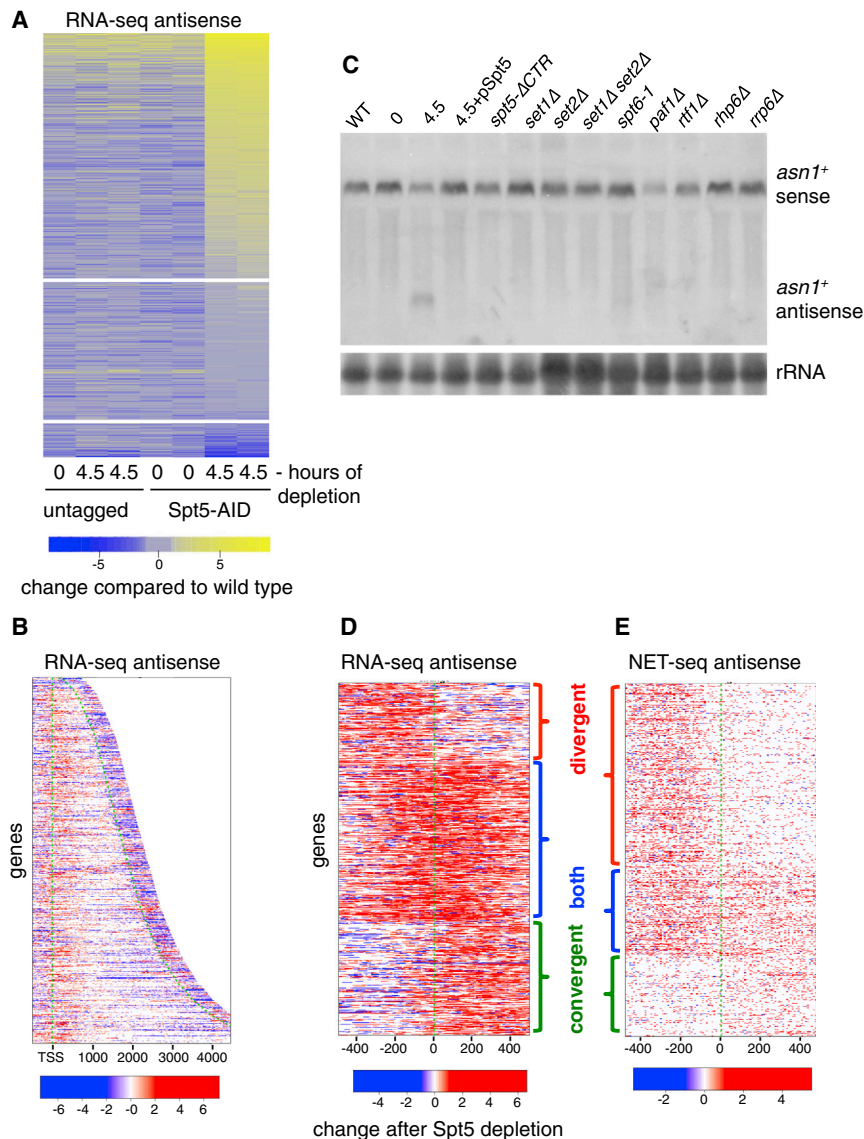 A
RNA-seq antisense
0 4.5 4.5 0 0 4.5 4.5 - hours of depletion
untagged Spt5-AID
-5 0 5
change compared to wild type
C
WT 0 4.5 4.5+pSpt5 spt5-ΔCTR set1Δ set2Δ set1Δ set2Δ spt6-1 paf1Δ rtf1Δ rhp6Δ rrp6Δ
asn1+
sense
asn1+
antisense
rRNA
B
RNA-seq antisense
genes
TSS 1000 2000 3000 4000
-6 -4 -2 -0 2 4 6
D
RNA-seq antisense
genes
divergent
both
convergent
-400 -200 0 200 400
-4 -2 0 2 4 6
E
NET-seq antisense
-400 -200 0 200 400
-2 0 2 4
change after Spt5 depletion